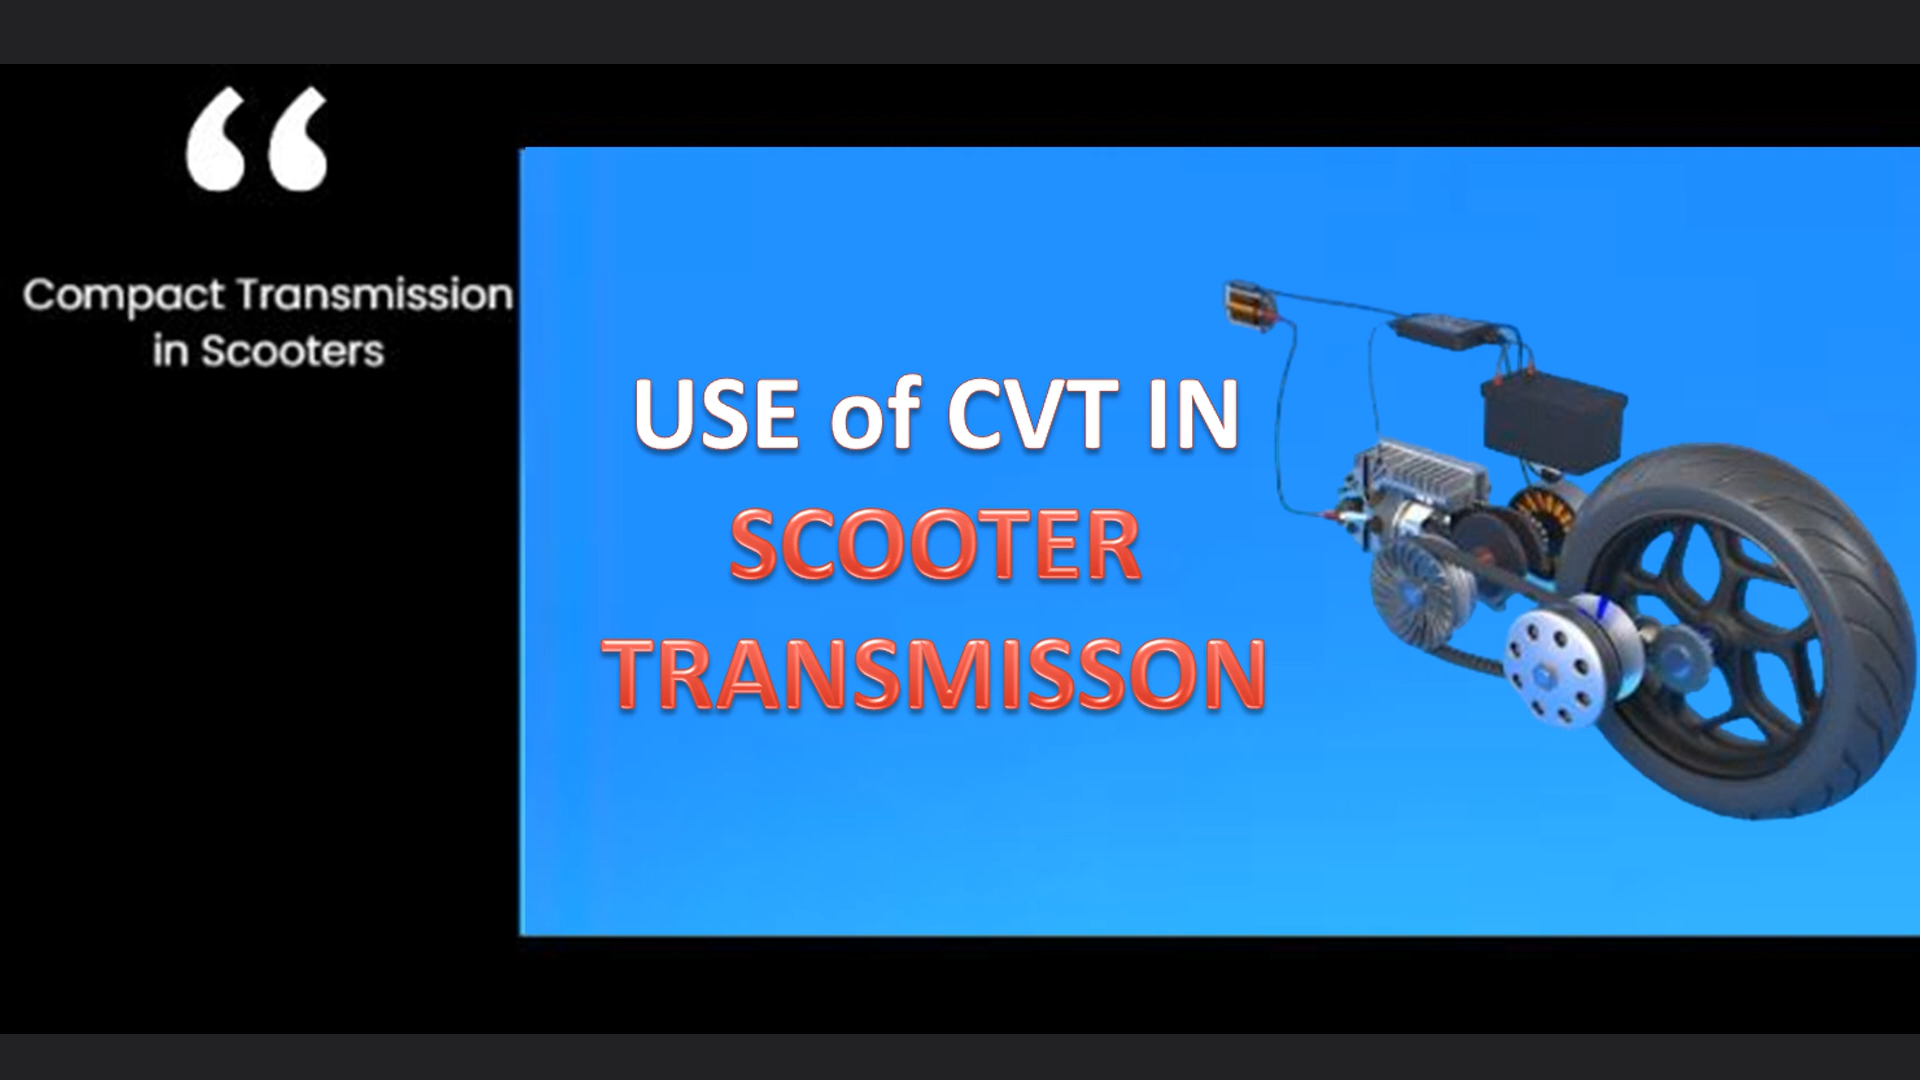 “
Compact Transmission
in Scooters
USE of CVT IN
SCOOTER
TRANSMISSON